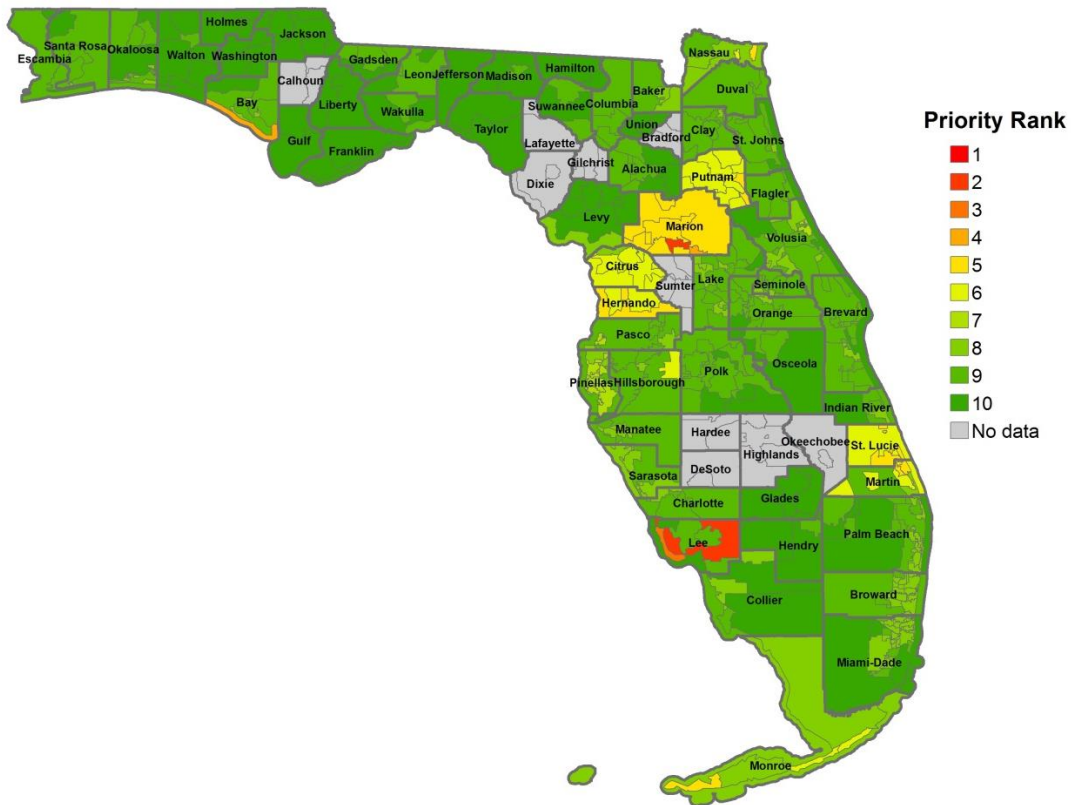 Holmes
Jackson
Santa Rosa
Okaloosa
Escambia
Walton
Washington
Calhoun
Bay
Gadsden
Leon
Jefferson
Madison
Hamilton
Liberty
Wakulla
Gulf
Franklin
Taylor
Suwannee
Columbia
Baker
Nassau
Duval
Union
Bradford
Clay
St. Johns
Lafayette
Gilchrist
Alachua
Putnam
Dixie
Flagler
Levy
Marion
Volusia
Citrus
Sumter
Lake
Seminole
Hernando
Orange
Brevard
Pasco
Osceola
Pinellas
Hillsborough
Polk
Indian River
Manatee
Hardee
Highlands
Okeechobee
St. Lucie
Sarasota
DeSoto
Martin
Charlotte
Glades
Lee
Hendry
Palm Beach
Collier
Broward
Miami-Dade
Monroe
Priority Rank
1
2
3
4
5
6
7
8
9
10
No data